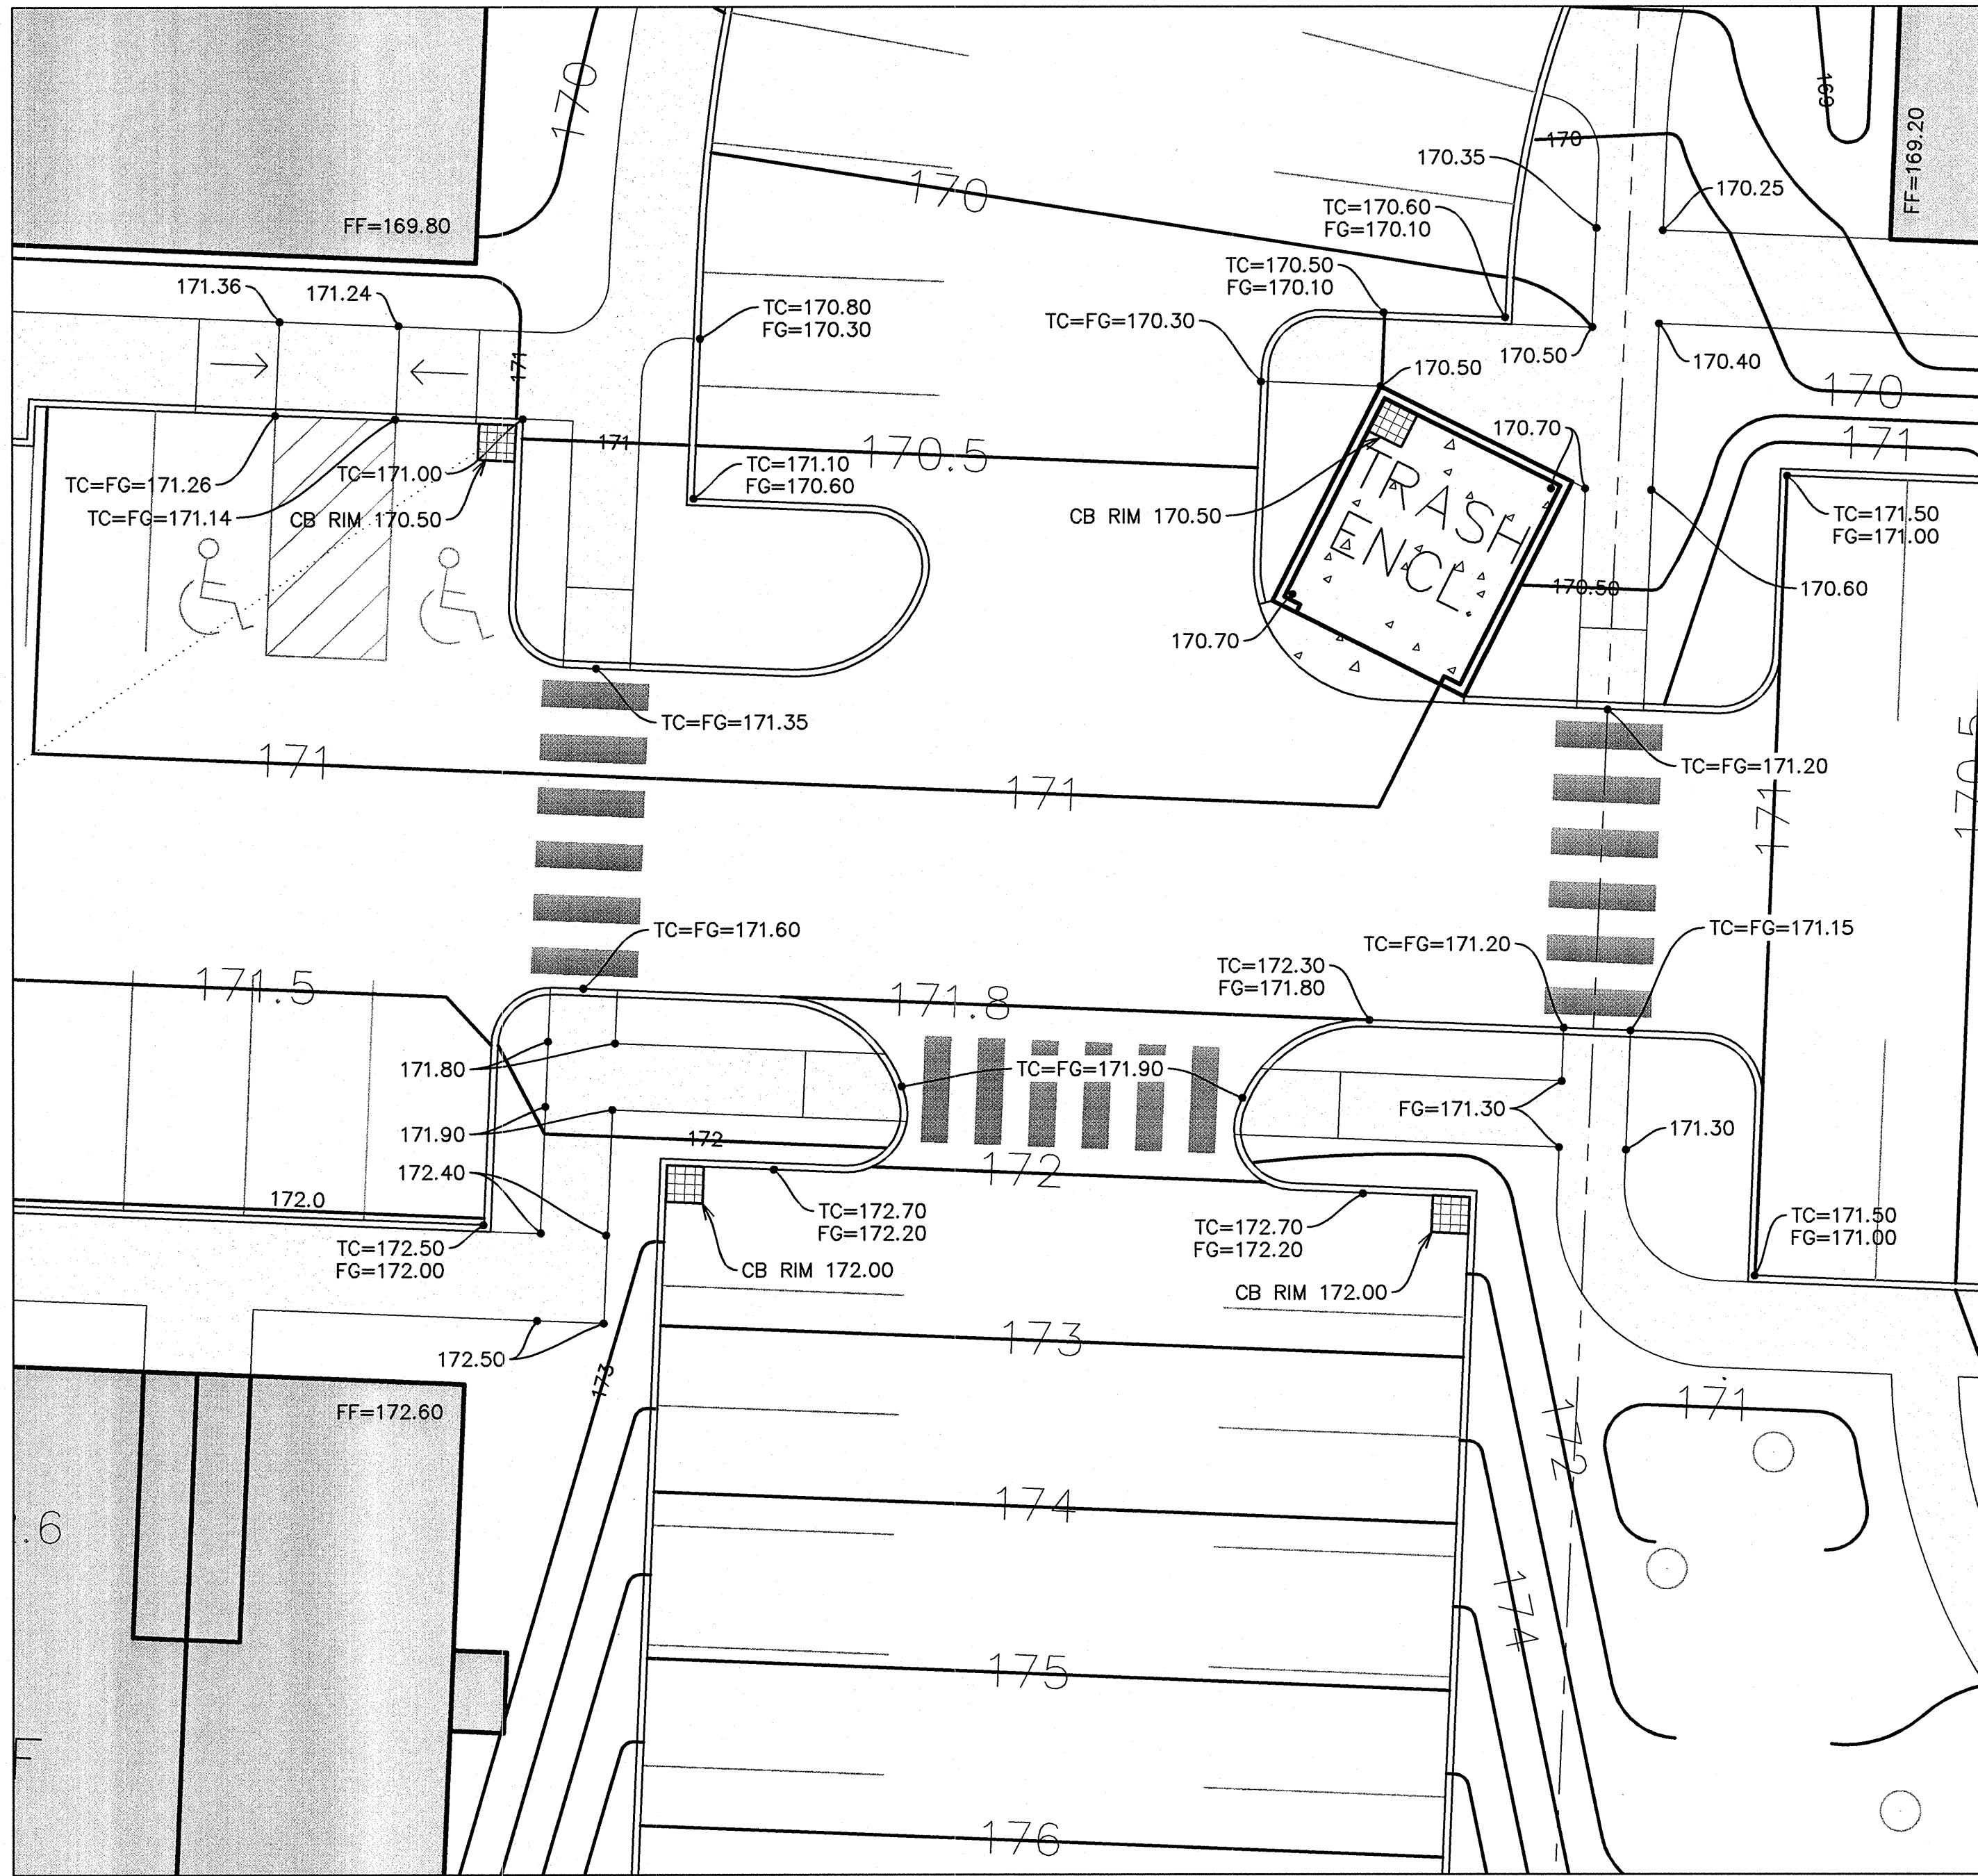 170
169
FF=169.20
170
170.35
170.25
170
TC=170.60
FG=170.10
FF=169.80
TC=170.50
FG=170.10
171.36
171.24
TC=170.80
FG=170.30
TC=FG=170.30
170.50
170.40
171
170.50
170
170.70
171
170.5
171
TC=171.10
FG=170.60
TC=171.00
TC=FG=171.26
TC=FG=171.14
CB RIM 170.50
CB RIM 170.50
TRASH
ENCL.
TC=171.50
FG=171.00
170.50
170.60
170.70
TC=FG=171.35
171
171
TC=FG=171.20
171
170.5
TC=FG=171.60
TC=FG=171.20
TC=FG=171.15
TC=172.30
FG=171.80
171.5
171.8
171.80
TC=FG=171.90
FG=171.30
171.30
171.90
172
172.40
172
172.0
TC=172.70
FG=172.20
TC=172.70
FG=172.20
TC=171.50
FG=171.00
TC=172.50
FG=172.00
CB RIM 172.00
CB RIM 172.00
172.50
173
173
171
FF=172.60
172
174
.6
174
175
F
176